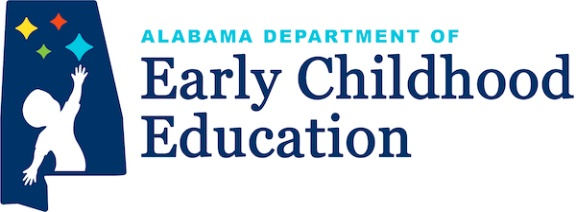 ALABAMA DEPARTMENT OF
Early Childhood
Education